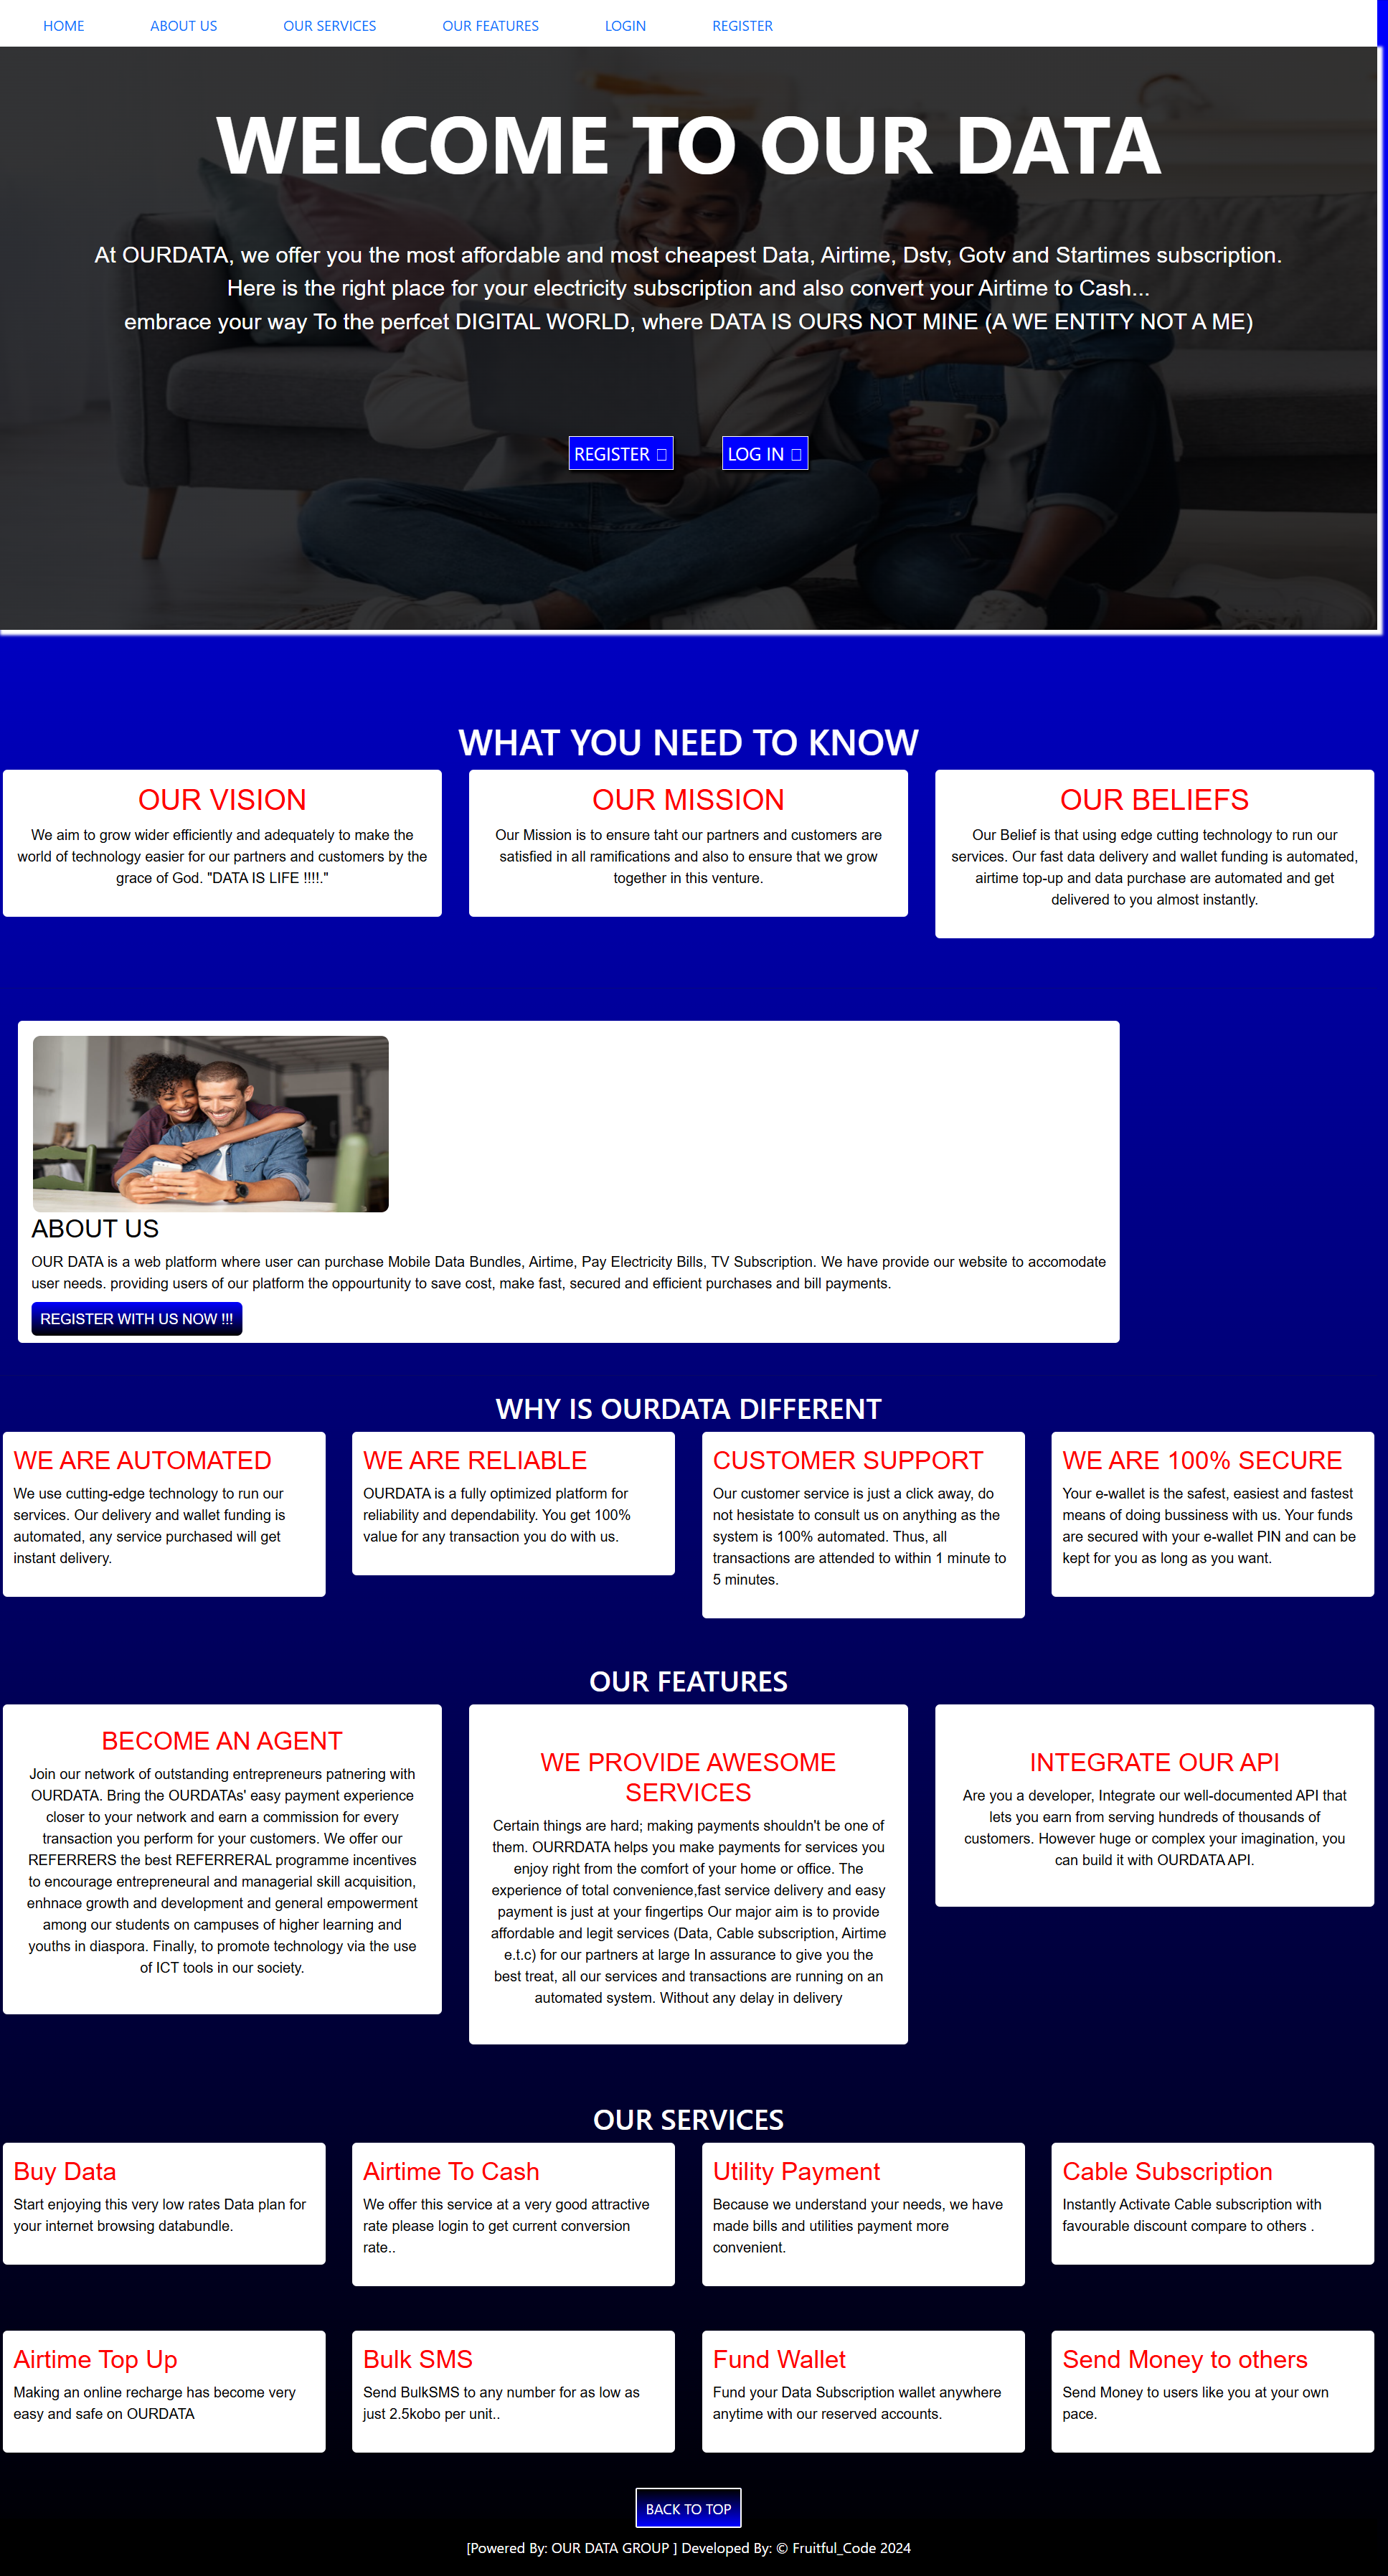 HOME
ABOUT US
OUR SERVICES
OUR FEATURES
LOGIN
REGISTER
WELCOME TO OUR DATA
At OURDATA, we offer you the most affordable and most cheapest Data, Airtime, Dstv, Gotv and Startimes subscription.
Here is the right place for your electricity subscription and also convert your Airtime to Cash...
embrace your way To the perfcet DIGITAL WORLD, where DATA IS OURS NOT MINE (A WE ENTITY NOT A ME)
REGISTER
LOG IN
WHAT YOU NEED TO KNOW
OUR VISION
We aim to grow wider efficiently and adequately to make the
world of technology easier for our partners and customers by the
grace of God. "DATA IS LIFE !!!!."
OUR MISSION
Our Mission is to ensure taht our partners and customers are
satisfied in all ramifications and also to ensure that we grow
together in this venture.
OUR BELIEFS
Our Belief is that using edge cutting technology to run our
services. Our fast data delivery and wallet funding is automated,
airtime top-up and data purchase are automated and get
delivered to you almost instantly.
ABOUT US
OUR DATA is a web platform where user can purchase Mobile Data Bundles, Airtime, Pay Electricity Bills, TV Subscription. We have provide our website to accomodate
user needs. providing users of our platform the oppourtunity to save cost, make fast, secured and efficient purchases and bill payments.
REGISTER WITH US NOW !!!
WHY IS OURDATA DIFFERENT
WE ARE AUTOMATED
We use cutting-edge technology to run our
services. Our delivery and wallet funding is
automated, any service purchased will get
instant delivery.
WE ARE RELIABLE
OURDATA is a fully optimized platform for
reliability and dependability. You get 100%
value for any transaction you do with us.
CUSTOMER SUPPORT
Our customer service is just a click away, do
not hesistate to consult us on anything as the
system is 100% automated. Thus, all
transactions are attended to within 1 minute to
5 minutes.
WE ARE 100% SECURE
Your e-wallet is the safest, easiest and fastest
means of doing bussiness with us. Your funds
are secured with your e-wallet PIN and can be
kept for you as long as you want.
OUR FEATURES
BECOME AN AGENT
Join our network of outstanding entrepreneurs patnering with
OURDATA. Bring the OURDATAs' easy payment experience
closer to your network and earn a commission for every
transaction you perform for your customers. We offer our
REFERRERS the best REFERRERAL programme incentives
to encourage entrepreneurial and managerial skill acquisition,
enhnace growth and development and general empowerment
among our students on campuses of higher learning and
youths in diaspora. Finally, to promote technology via the use
of ICT tools in our society.
WE PROVIDE AWESOME
SERVICES
Certain things are hard; making payments shouldn't be one of
them. OURRDATA helps you make payments for services you
enjoy right from the comfort of your home or office. The
experience of total convenience,fast service delivery and easy
payment is just at your fingertips Our major aim is to provide
affordable and legit services (Data, Cable subscription, Airtime
e.t.c) for our partners at large In assurance to give you the
best treat, all our services and transactions are running on an
automated system. Without any delay in delivery
INTEGRATE OUR API
Are you a developer, Integrate our well-documented API that
lets you earn from serving hundreds of thousands of
customers. However huge or complex your imagination, you
can build it with OURDATA API.
OUR SERVICES
Buy Data
Start enjoying this very low rates Data plan for
your internet browsing databundle.
Airtime To Cash
We offer this service at a very good attractive
rate please login to get current conversion
rate..
Utility Payment
Because we understand your needs, we have
made bills and utilities payment more
convenient.
Cable Subscription
Instantly Activate Cable subscription with
favourable discount compare to others .
Airtime Top Up
Making an online recharge has become very
easy and safe on OURDATA
Bulk SMS
Send BulkSMS to any number for as low as
just 2.5kobo per unit..
Fund Wallet
Fund your Data Subscription wallet anywhere
anytime with our reserved accounts.
Send Money to others
Send Money to users like you at your own
pace.
BACK TO TOP
[Powered By: OUR DATA GROUP ] Developed By: © Fruitful_Code 2024